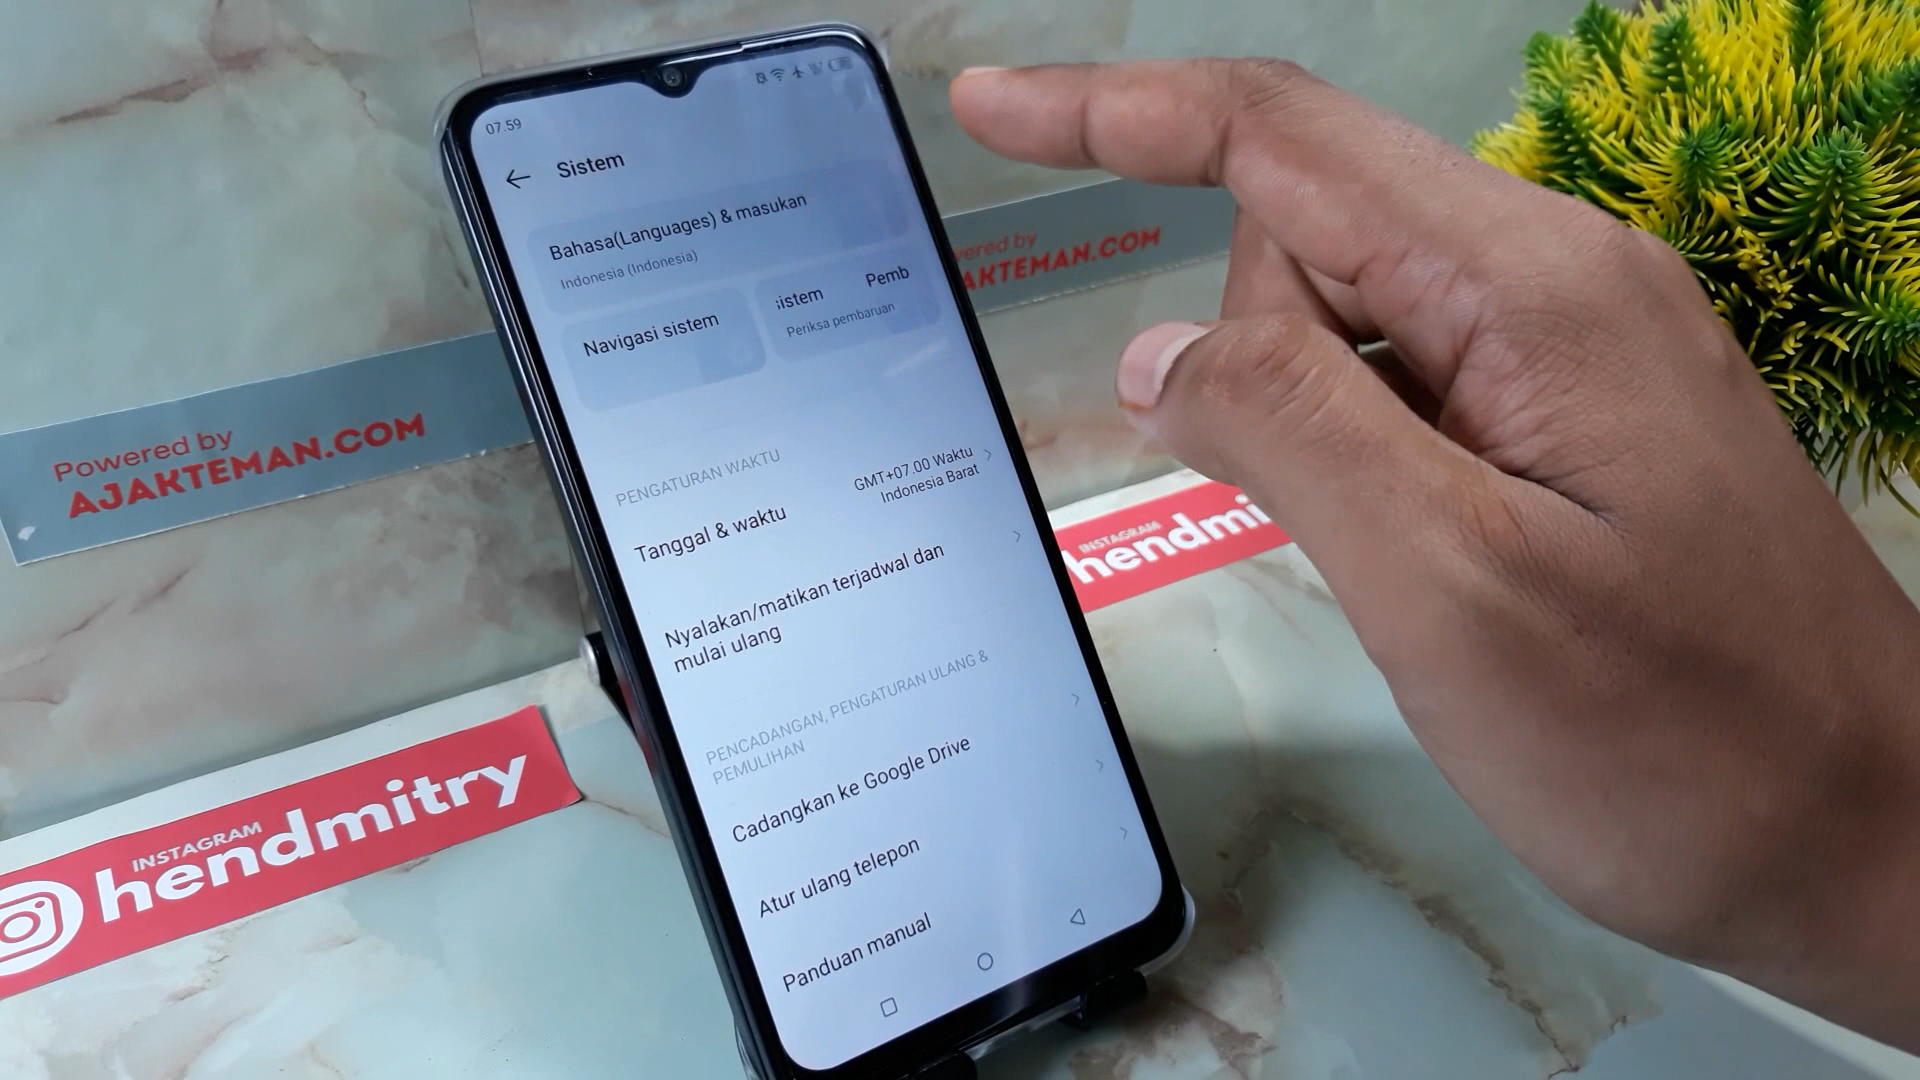 07.59
Sistem
Bahasa(Languages) & masukan
Indonesia (Indonesia)
Navigasi sistem
istem Pemb
Periksa pembaruan
PENGATURAN WAKTU
Tanggal & waktu
GMT+07.00 Waktu
Indonesia Barat
Nyalakan/matikan terjadwal dan
mulai ulang
PENCADANGAN, PENGATURAN ULANG &
PEMULIHAN
Cadangkan ke Google Drive
Atur ulang telepon
Panduan manual
Powered by
AJAKTEMAN.COM
wered by
AKTEMAN.COM
INSTAGRAM
hendmitry
INSTAGRAM
hendmi